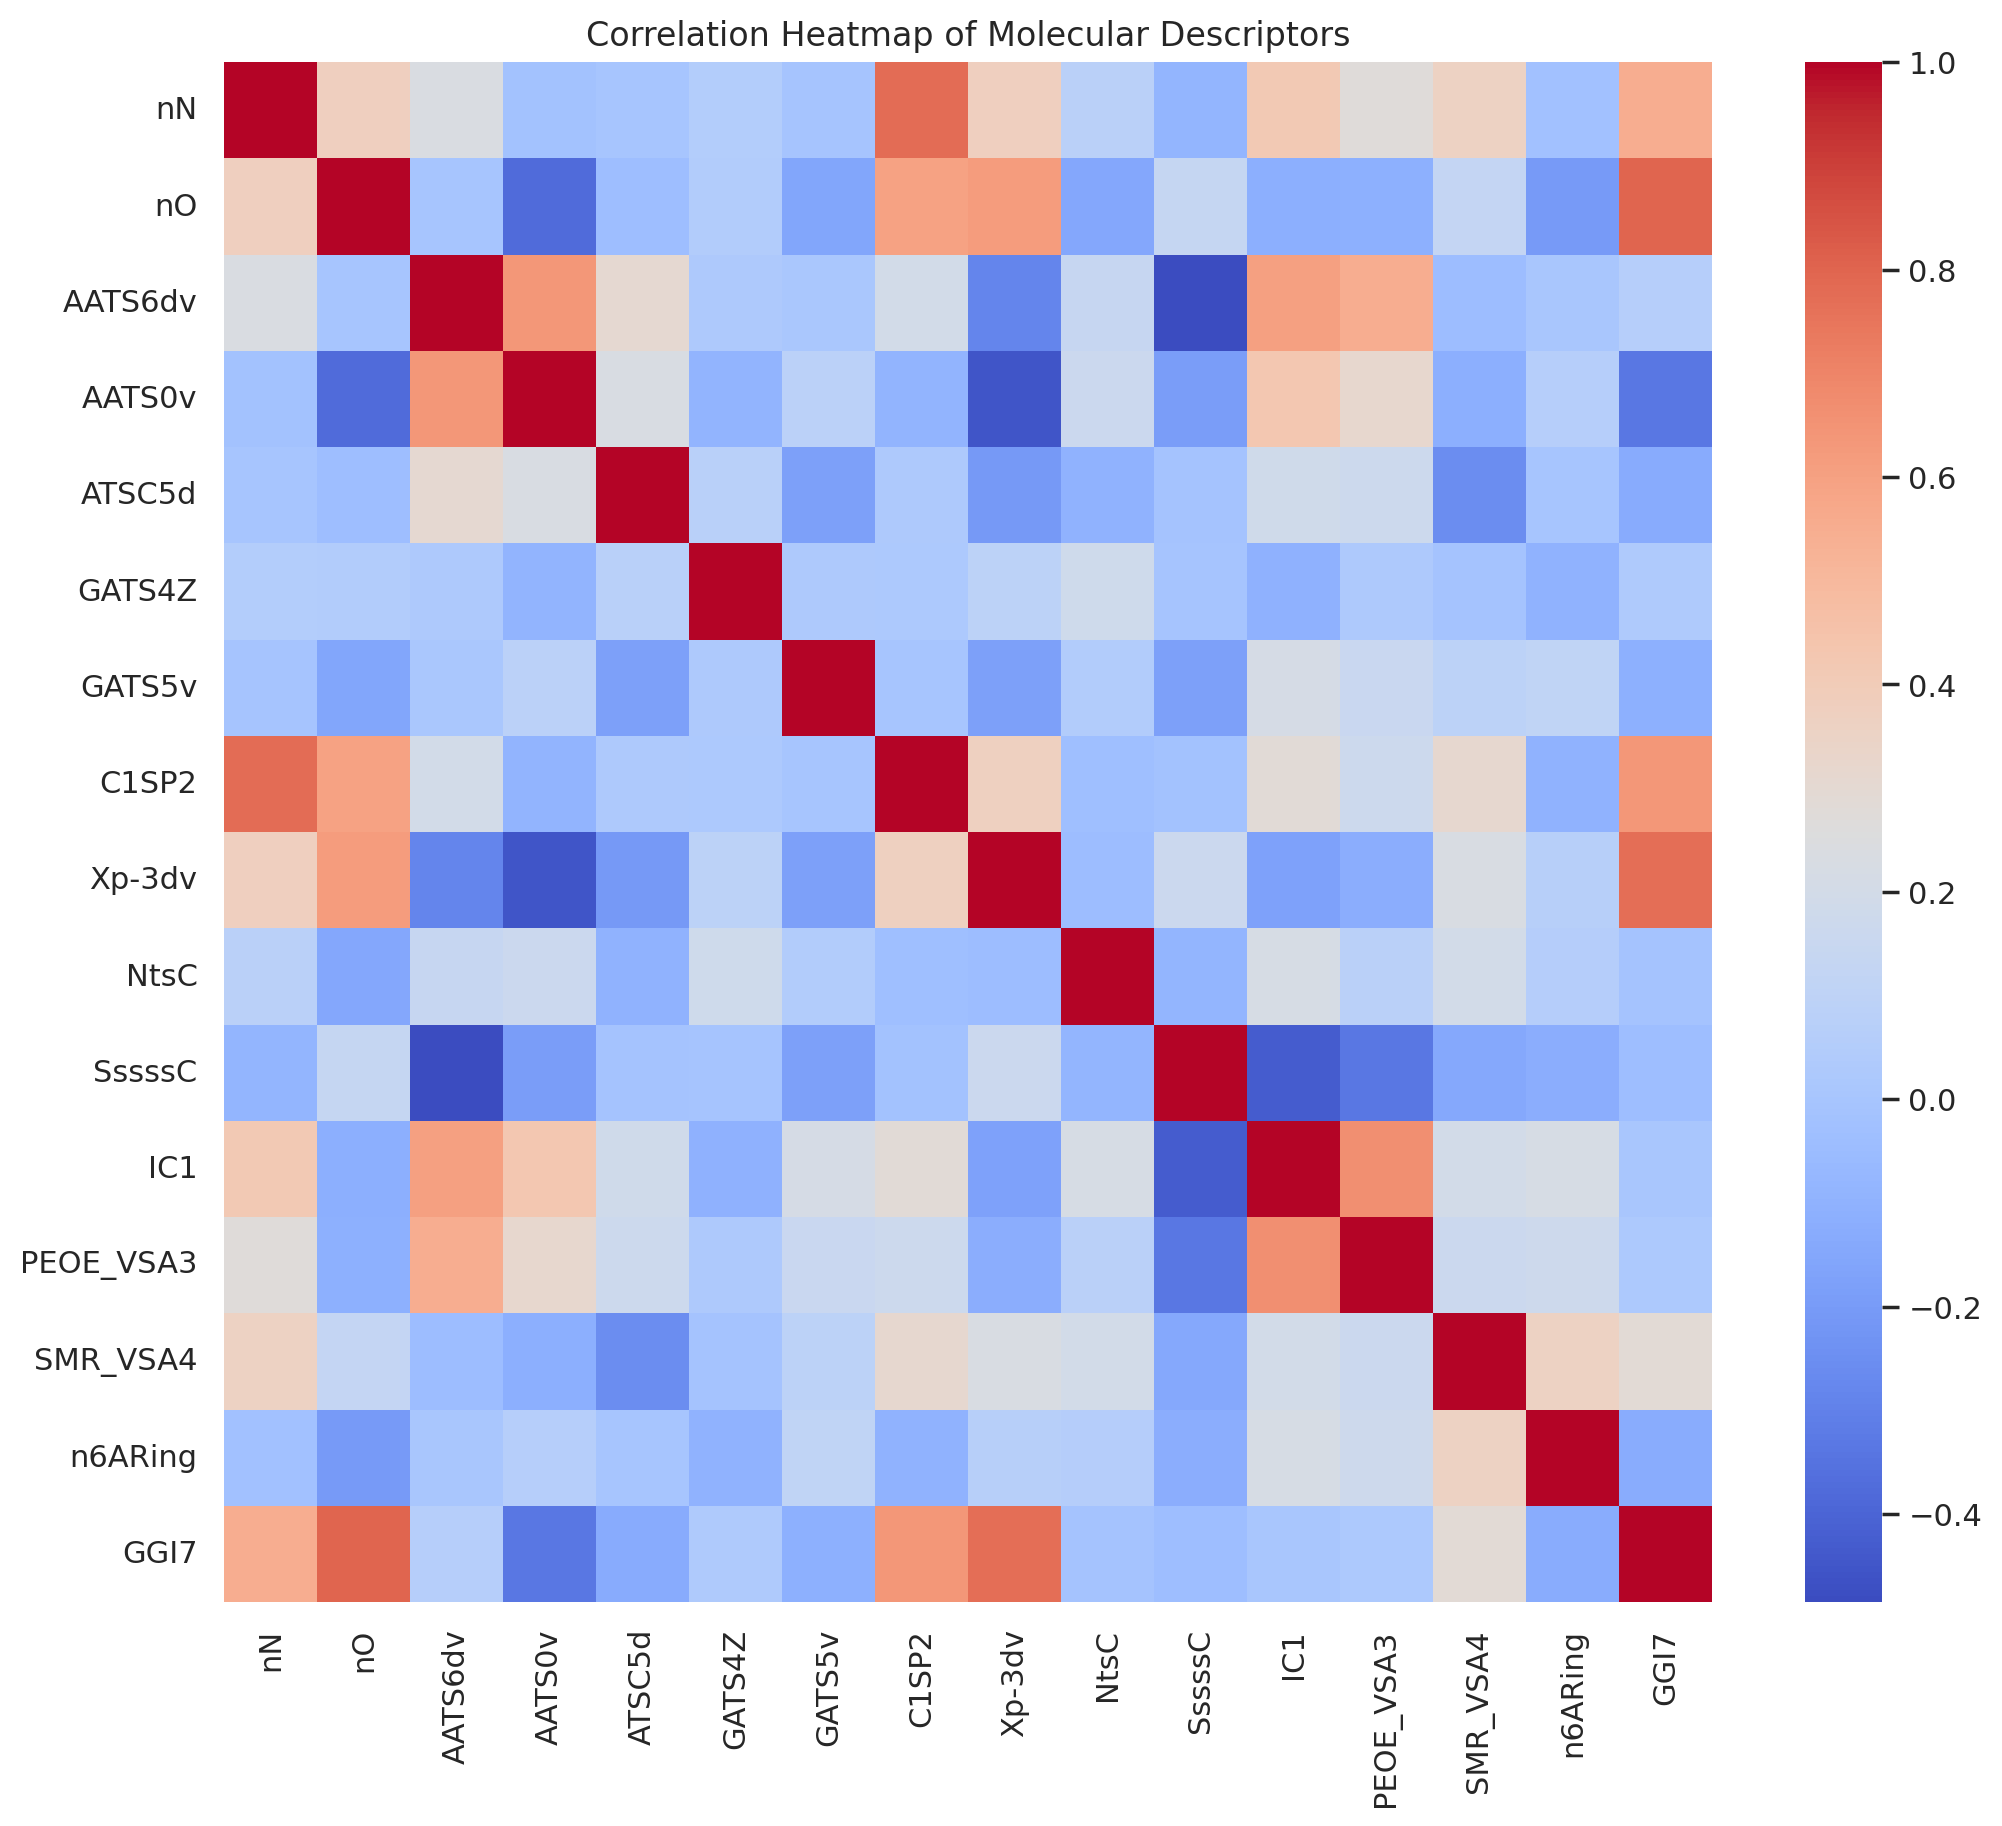 Correlation Heatmap of Molecular Descriptors
nN
nO
AATS6dv
AATS0v
ATSC5d
GATS4Z
GATS5v
C1SP2
Xp-3dv
NtsC
SssssC
IC1
PEOE_VSA3
SMR_VSA4
n6ARing
GGI7
nN
nO
AATS6dv
AATS0v
ATSC5d
GATS4Z
GATS5v
C1SP2
Xp-3dv
NtsC
SssssC
IC1
PEOE_VSA3
SMR_VSA4
n6ARing
GGI7
1.0
0.8
0.6
0.4
0.2
0.0
−0.2
−0.4